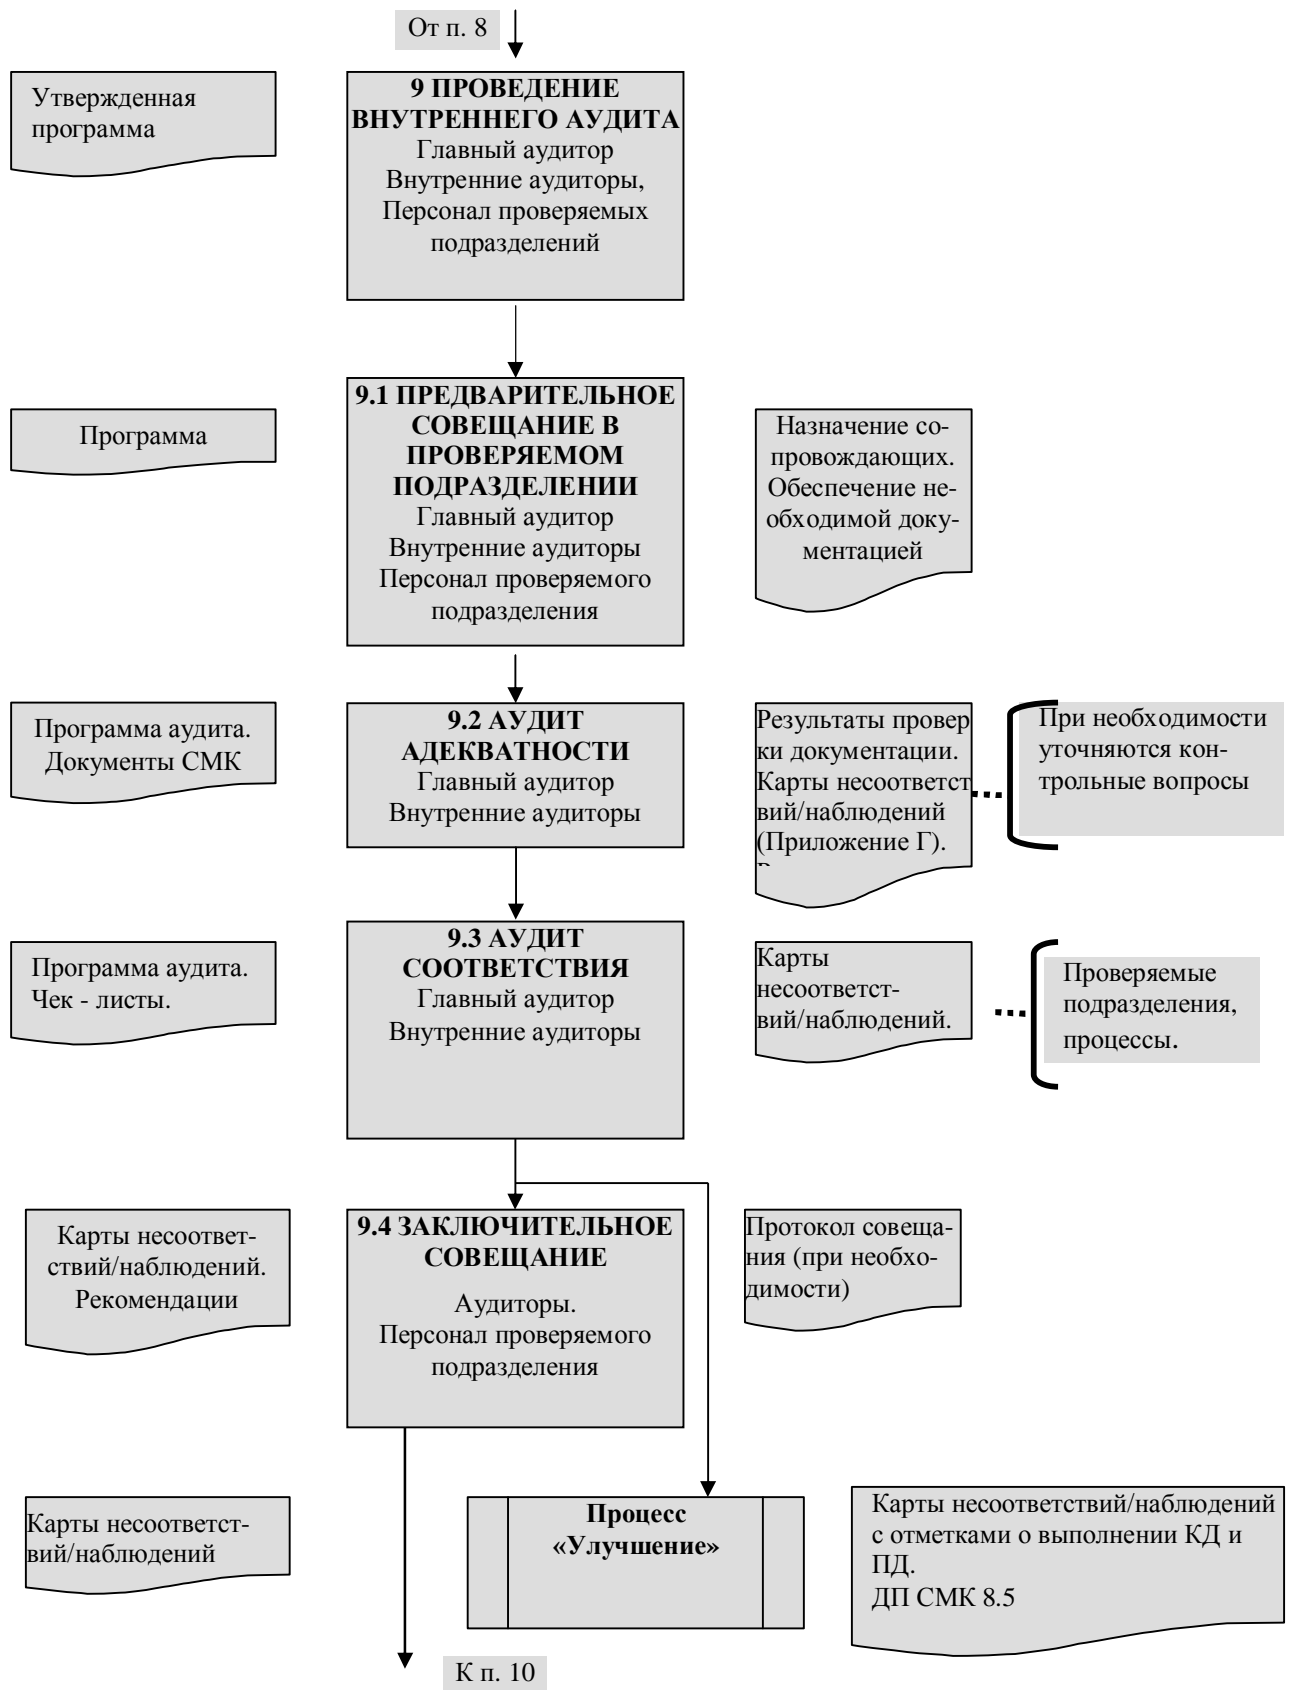 От п. 8
Утвержденная
программа
9 ПРОВЕДЕНИЕ
ВНУТРЕННЕГО АУДИТА
Главный аудитор
Внутренние аудиторы,
Персонал проверяемых
подразделений
Программа
9.1 ПРЕДВАРИТЕЛЬНОЕ
СОВЕЩАНИЕ В
ПРОВЕРЯЕМОМ
ПОДРАЗДЕЛЕНИИ
Главный аудитор
Внутренние аудиторы
Персонал проверяемого
подразделения
Назначение со-
провождающих.
Обеспечение не-
обходимой доку-
ментацией
Программа аудита.
Документы СМК
9.2 АУДИТ
АДЕКВАТНОСТИ
Главный аудитор
Внутренние аудиторы
Результаты провер
ки документации.
Карты несоответст
вий/наблюдений
(Приложение Г).
При необходимости
уточняются кон-
трольные вопросы
Программа аудита.
Чек - листы.
9.3 АУДИТ
СООТВЕТСТВИЯ
Главный аудитор
Внутренние аудиторы
Карты
несоответст-
вий/наблюдений.
Проверяемые
подразделения,
процессы.
Карты несоответ-
ствий/наблюдений.
Рекомендации
9.4 ЗАКЛЮЧИТЕЛЬНОЕ
СОВЕЩАНИЕ
Аудиторы.
Персонал проверяемого
подразделения
Протокол совеща-
ния (при необхо-
димости)
Карты несоответст-
вий/наблюдений
Процесс
«Улучшение»
Карты несоответствий/наблюдений
с отметками о выполнении КД и
ПД.
ДП СМК 8.5
К п. 10